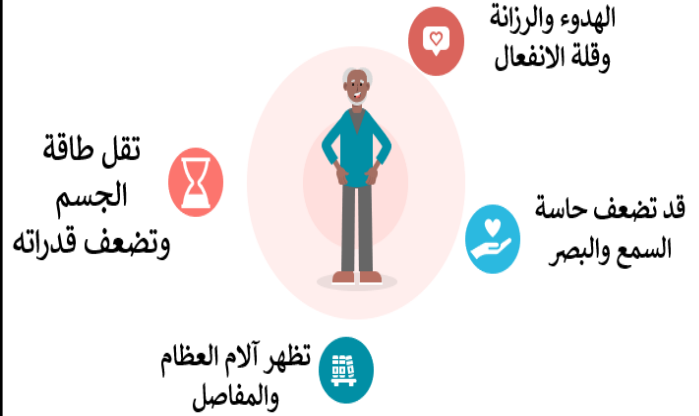 الهدوء والرزانة
وقلة الانفعال
قد تضعف حاسة
السمع والبصر
تظهر آلام العظام
والمفاصل
تقل طاقة
الجسم
وتضعف قدراته